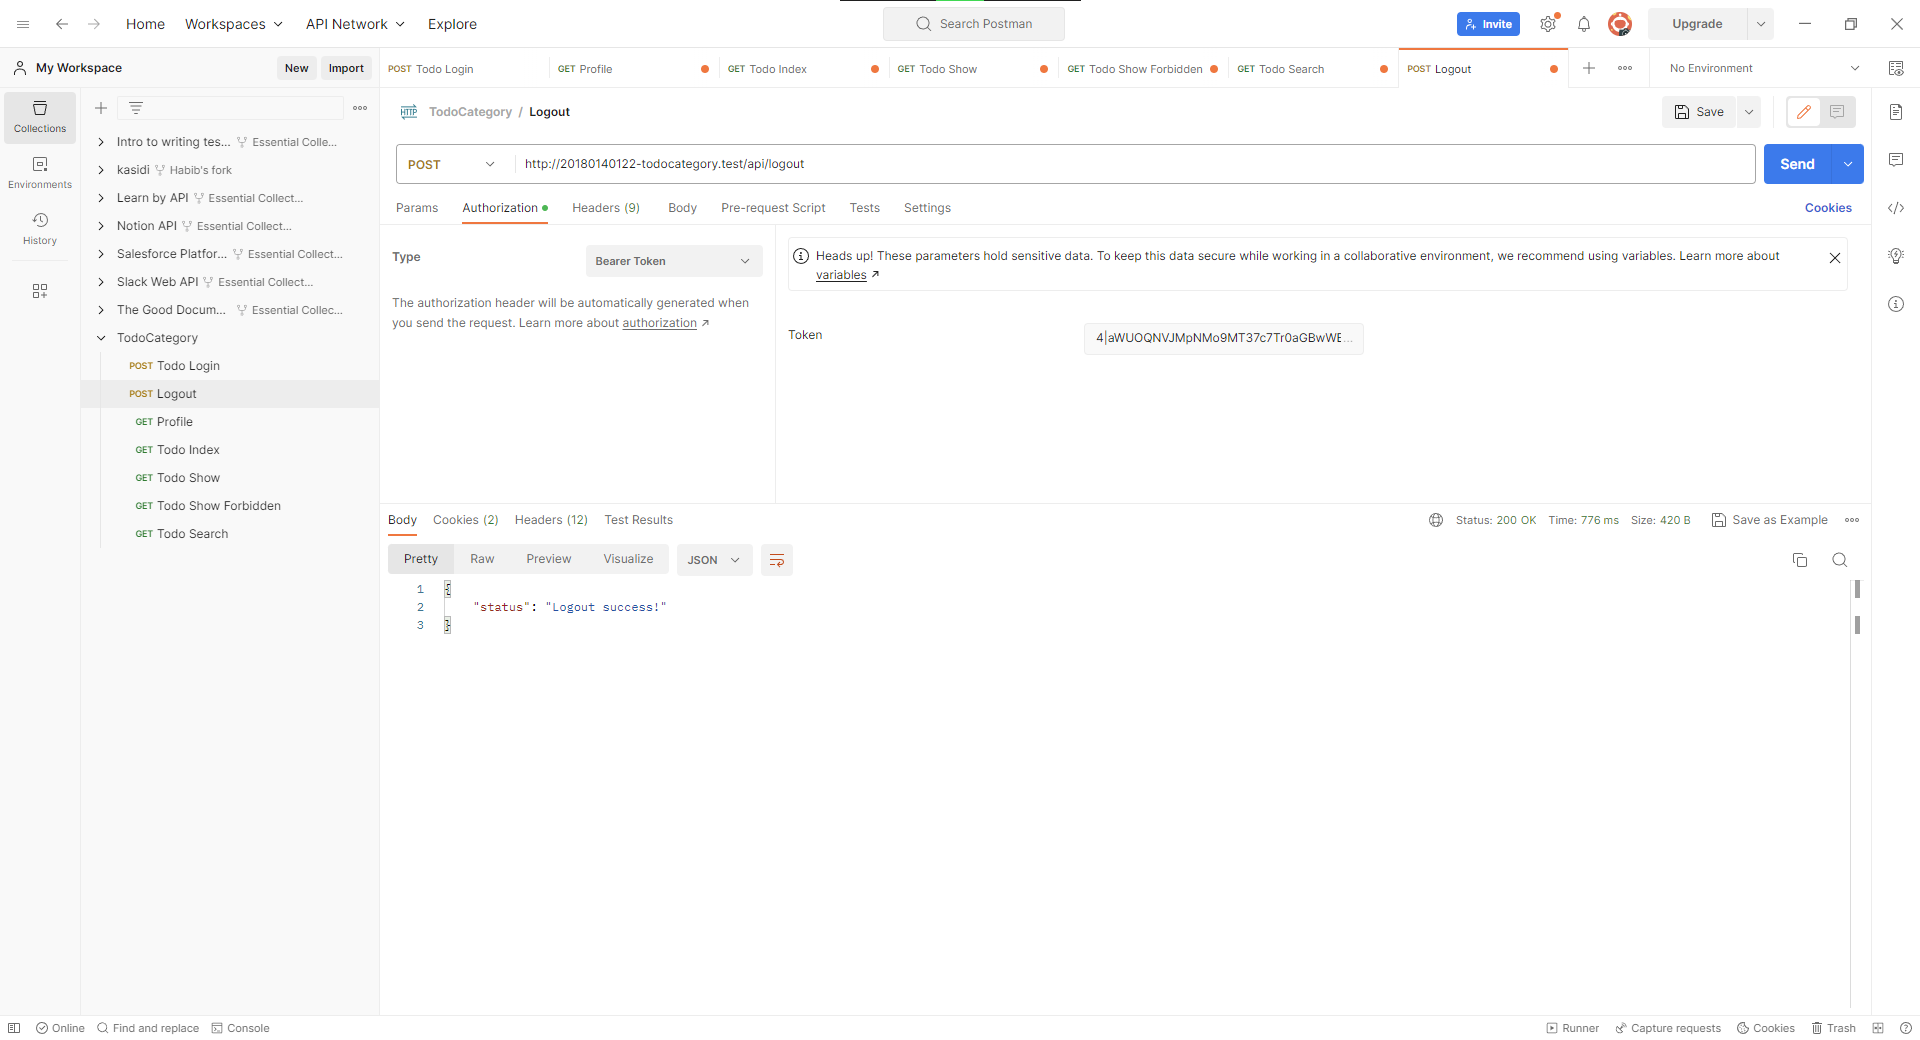 Home Workspaces API Network Explore Search Postman Invite Upgrade
My Workspace New Import POST Todo Login GET Profile GET Todo Index GET Todo Show GET Todo Show Forbidden GET Todo Search POST Logout No Environment
Collections
Environments
History
Intro to writing tes... Essential Colle...
kasidi Habib's fork
Learn by API Essential Collect...
Notion API Essential Collect...
Salesforce Platfor... Essential Collect...
Slack Web API Essential Collect...
The Good Docum... Essential Collec...
TodoCategory
POST Todo Login
POST Logout
GET Profile
GET Todo Index
GET Todo Show
GET Todo Show Forbidden
GET Todo Search
HTTP TodoCategory / Logout Save
POST http://20180140122-todocategory.test/api/logout Send
Params Authorization Headers (9) Body Pre-request Script Tests Settings Cookies
Type Bearer Token
The authorization header will be automatically generated when
you send the request. Learn more about authorization ↗
Heads up! These parameters hold sensitive data. To keep this data secure while working in a collaborative environment, we recommend using variables. Learn more about
variables ↗
Token 4|aWUOQNVJMpNMo9MT37c7Tr0aGBwWE...
Body Cookies (2) Headers (12) Test Results Status: 200 OK Time: 776 ms Size: 420 B Save as Example
Pretty Raw Preview Visualize JSON
1 {
2 "status": "Logout success!"
3 }
Online Find and replace Console Runner Capture requests Cookies Trash